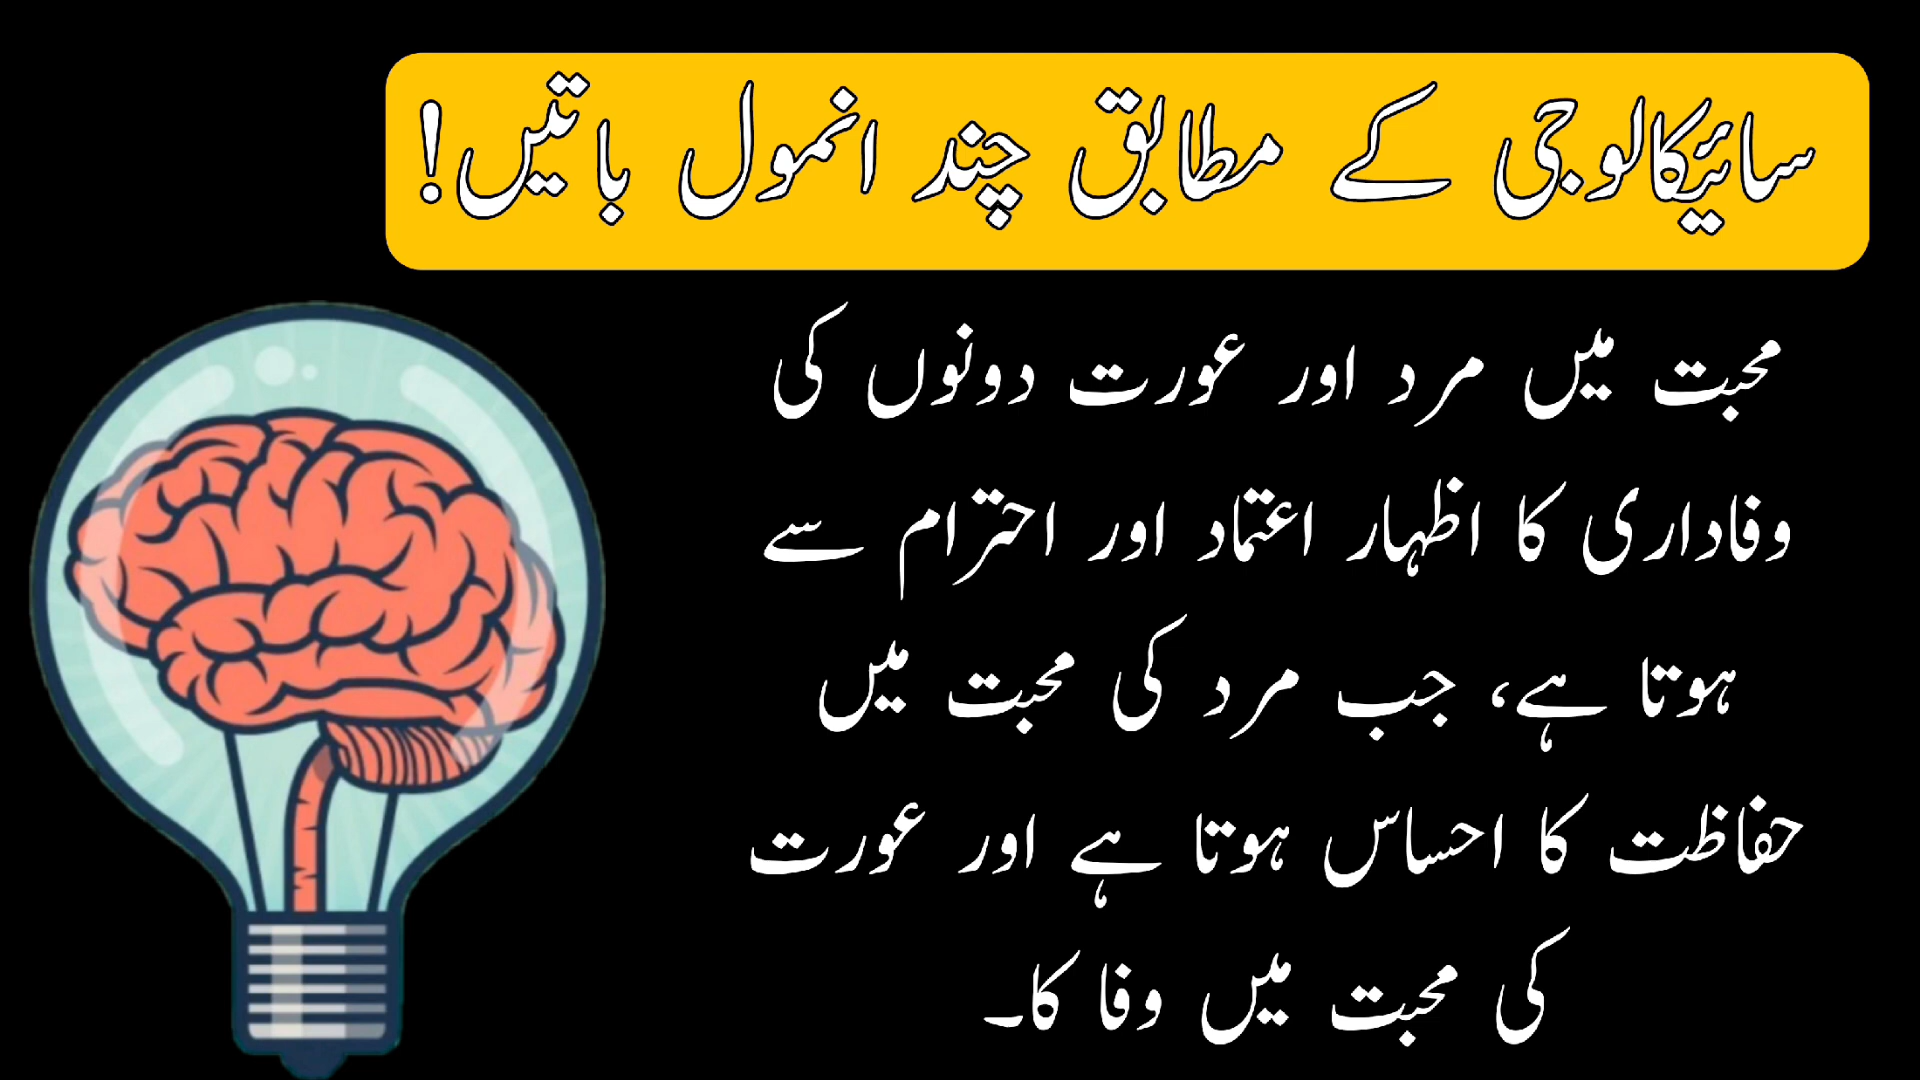 سائیکالوجی کے مطابق چند انمول باتیں!
محبت میں مرد اور عورت دونوں کی
وفاداری کا اظہار اعتماد اور احترام سے
ہوتا ہے، جب مرد کی محبت میں
حفاظت کا احساس ہوتا ہے اور عورت
کی محبت میں وفا کا۔